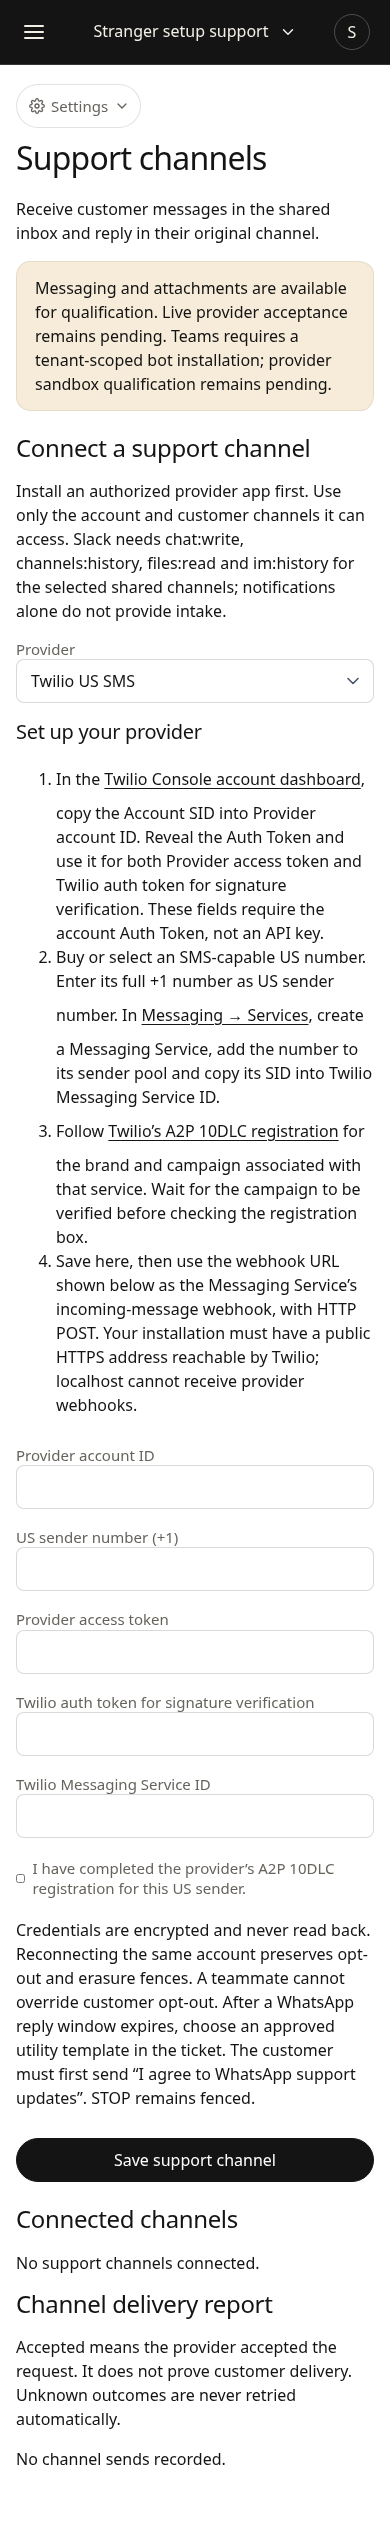 Stranger setup support
S
Settings
Support channels
Receive customer messages in the shared
inbox and reply in their original channel.
Messaging and attachments are available
for qualification. Live provider acceptance
remains pending. Teams requires a
tenant-scoped bot installation; provider
sandbox qualification remains pending.
Connect a support channel
Install an authorized provider app first. Use
only the account and customer channels it can
access. Slack needs chat:write,
channels:history, files:read and im:history for
the selected shared channels; notifications
alone do not provide intake.
Provider
Twilio US SMS
Set up your provider
1. In the Twilio Console account dashboard,
copy the Account SID into Provider
account ID. Reveal the Auth Token and
use it for both Provider access token and
Twilio auth token for signature
verification. These fields require the
account Auth Token, not an API key.
2. Buy or select an SMS-capable US number.
Enter its full +1 number as US sender
number. In Messaging → Services, create
a Messaging Service, add the number to
its sender pool and copy its SID into Twilio
Messaging Service ID.
3. Follow Twilio’s A2P 10DLC registration for
the brand and campaign associated with
that service. Wait for the campaign to be
verified before checking the registration
box.
4. Save here, then use the webhook URL
shown below as the Messaging Service’s
incoming-message webhook, with HTTP
POST. Your installation must have a public
HTTPS address reachable by Twilio;
localhost cannot receive provider
webhooks.
Provider account ID
US sender number (+1)
Provider access token
Twilio auth token for signature verification
Twilio Messaging Service ID
I have completed the provider’s A2P 10DLC
registration for this US sender.
Credentials are encrypted and never read back.
Reconnecting the same account preserves opt-
out and erasure fences. A teammate cannot
override customer opt-out. After a WhatsApp
reply window expires, choose an approved
utility template in the ticket. The customer
must first send “I agree to WhatsApp support
updates”. STOP remains fenced.
Save support channel
Connected channels
No support channels connected.
Channel delivery report
Accepted means the provider accepted the
request. It does not prove customer delivery.
Unknown outcomes are never retried
automatically.
No channel sends recorded.